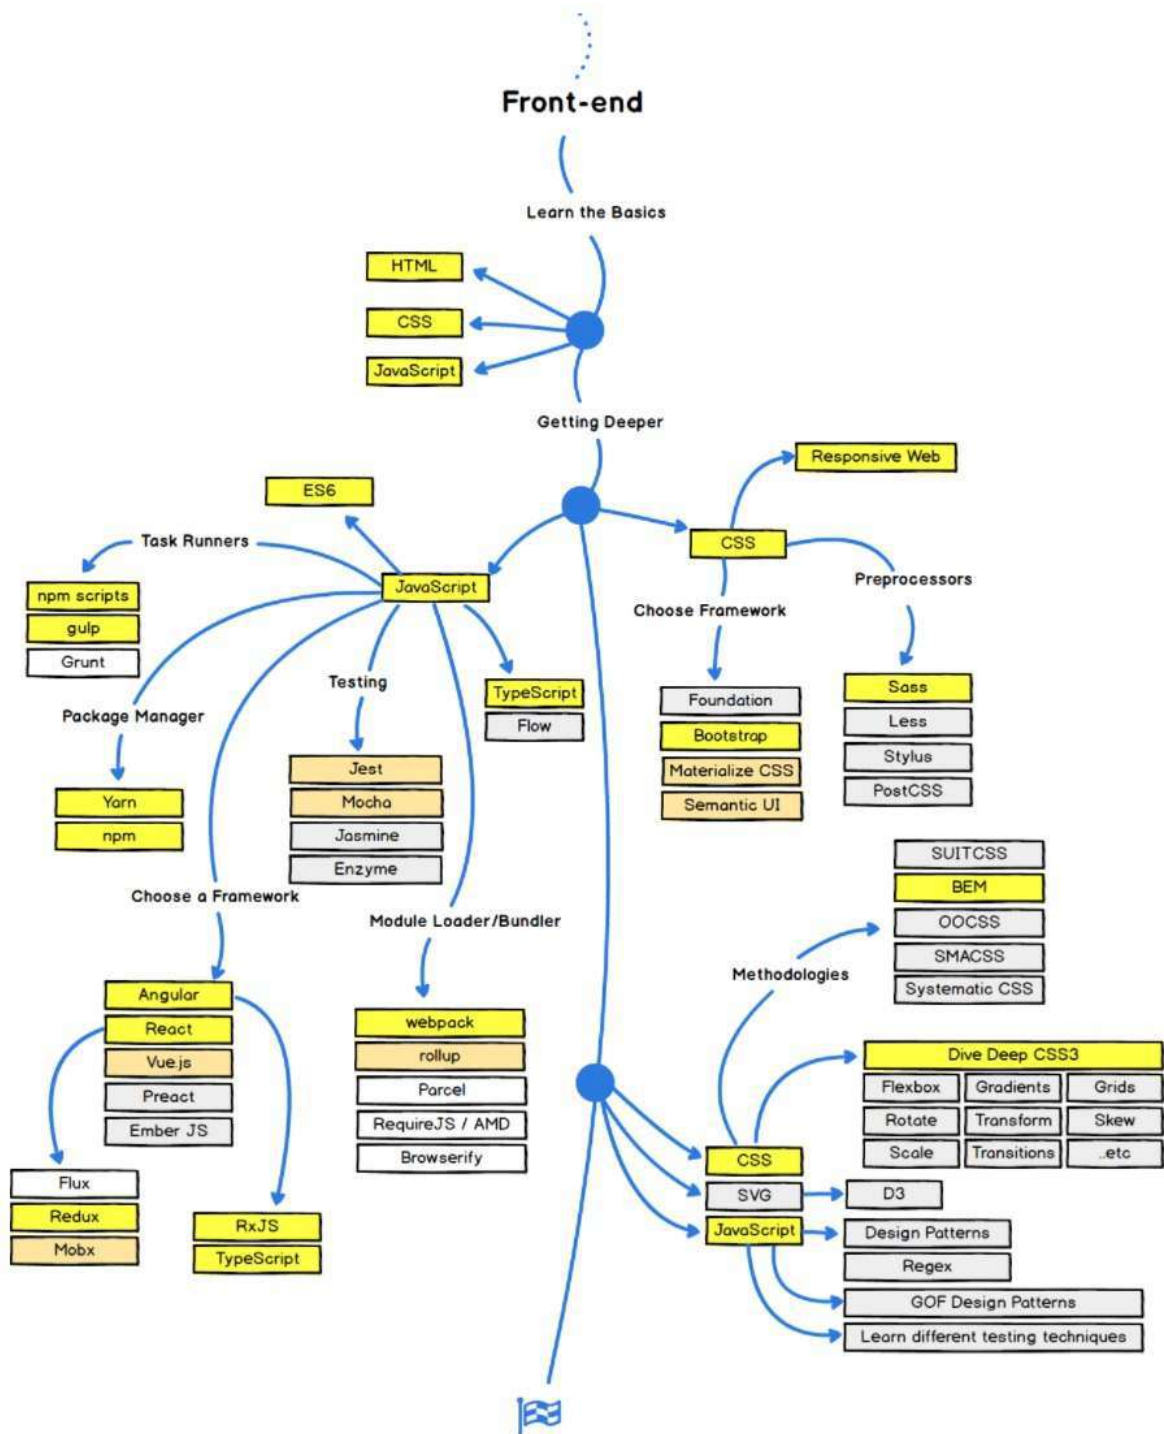 Front-end
Learn the Basics
HTML
CSS
JavaScript
Getting Deeper
Responsive Web
ES6
Task Runners
CSS
JavaScript
Preprocessors
npm scripts
gulp
Grunt
Choose Framework
Testing
TypeScript
Flow
Foundation
Bootstrap
Materialize CSS
Semantic UI
Sass
Less
Stylus
PostCSS
Package Manager
Yarn
npm
Jest
Mocha
Jasmine
Enzyme
SUITCSS
BEM
OOCSS
SMACSS
Systematic CSS
Choose a Framework
Module Loader/Bundler
Methodologies
Angular
React
Vue.js
Preact
Ember JS
webpack
rollup
Parcel
RequireJS / AMD
Browserify
Dive Deep CSS3
Flexbox Gradients Grids
Rotate Transform Skew
Scale Transitions ..etc
Flux
Redux
Mobx
RxJS
TypeScript
CSS
SVG
JavaScript
D3
Design Patterns
Regex
GOF Design Patterns
Learn different testing techniques